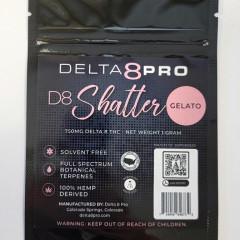 DELTA8PRO
D8 Shatter
GELATO
750MG DELTA 8 THC - NET WEIGHT 1 GRAM
SOLVENT FREE
FULL SPECTRUM
BOTANICAL
TERPENES
100% HEMP
DERIVED
MANUFACTURED BY: Delta 8 Pro
Colorado Springs, Colorado
delta8pro.com
WARNING: KEEP OUT OF REACH OF CHILDREN.